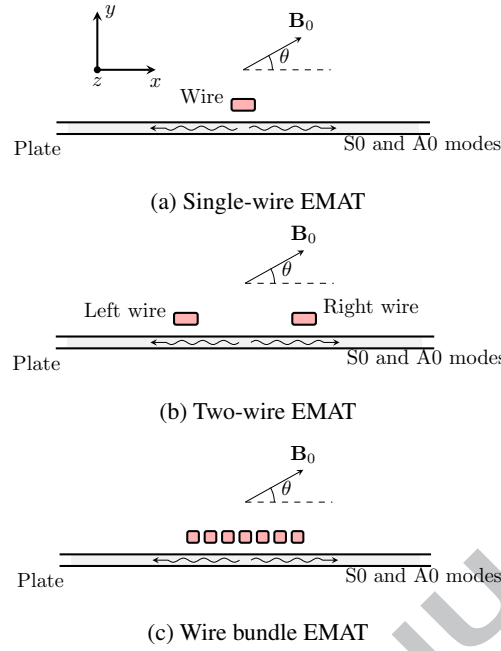 y
B₀
θ
z
x
Wire
Plate
S0 and A0 modes
(a) Single-wire EMAT
B₀
θ
Left wire
Right wire
Plate
S0 and A0 modes
(b) Two-wire EMAT
B₀
θ
Plate
S0 and A0 modes
(c) Wire bundle EMAT